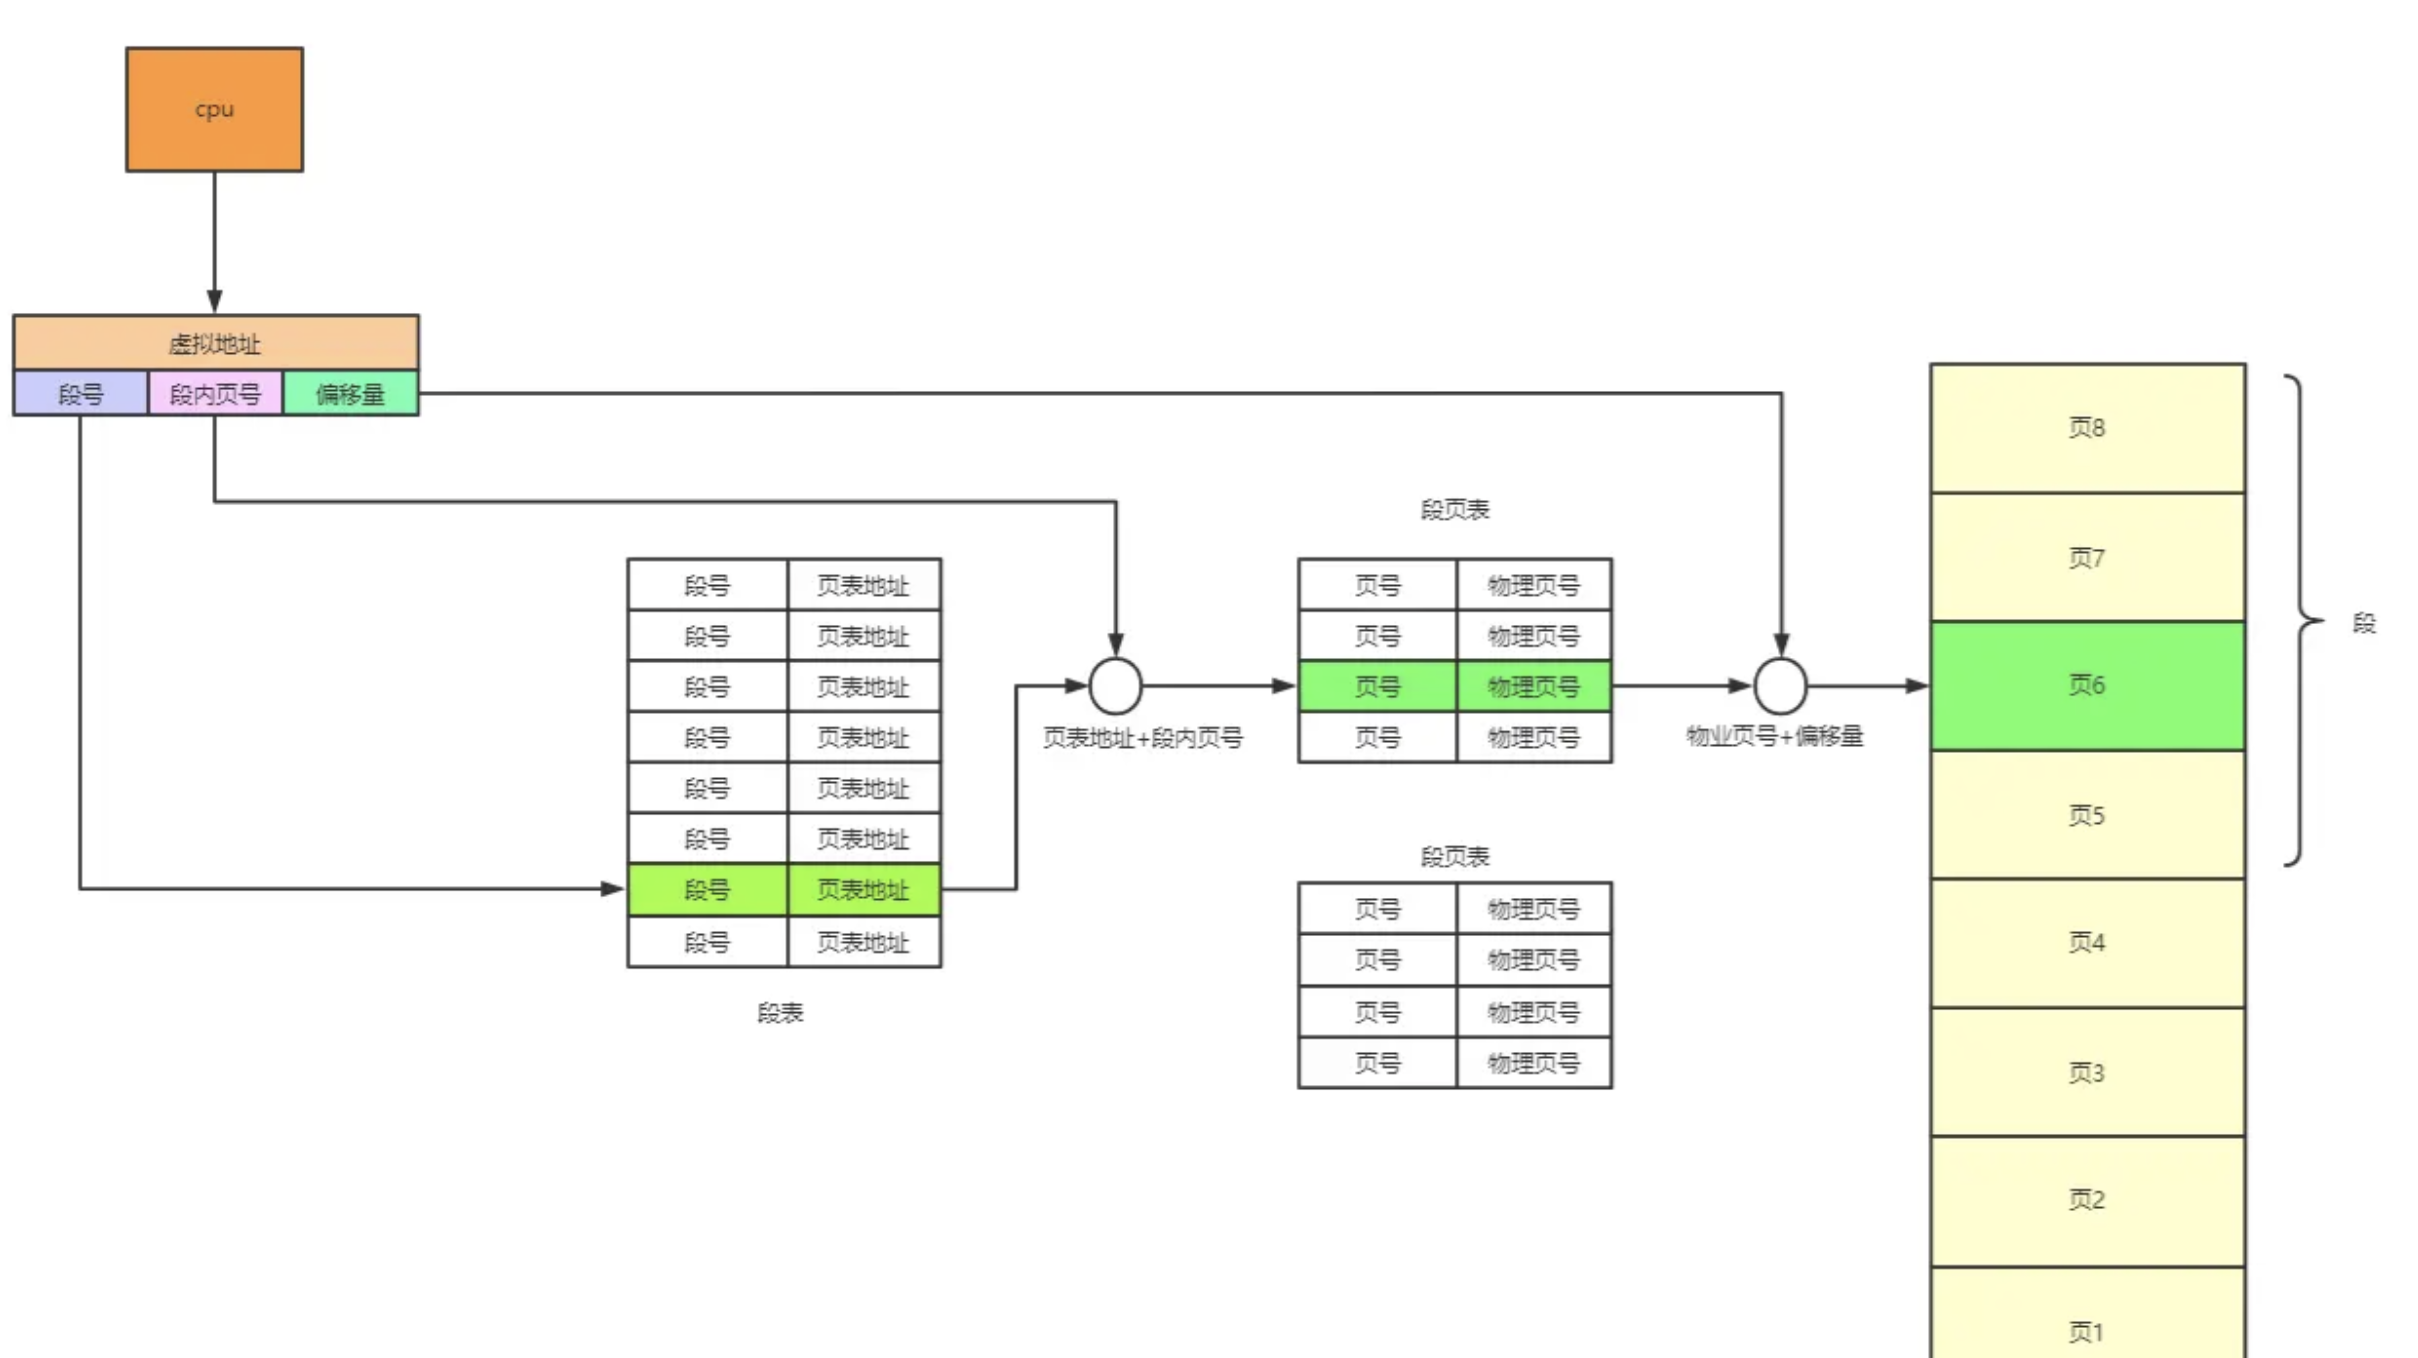 cpu
虚拟地址
段号 段内页号 偏移量
段号 页表地址
段号 页表地址
段号 页表地址
段号 页表地址
段号 页表地址
段号 页表地址
段号 页表地址
段号 页表地址
段表
页表地址+段内页号
段页表
页号 物理页号
页号 物理页号
页号 物理页号
页号 物理页号
段页表
页号 物理页号
页号 物理页号
页号 物理页号
页号 物理页号
物业页号+偏移量
页8
页7
页6
页5
页4
页3
页2
页1
段